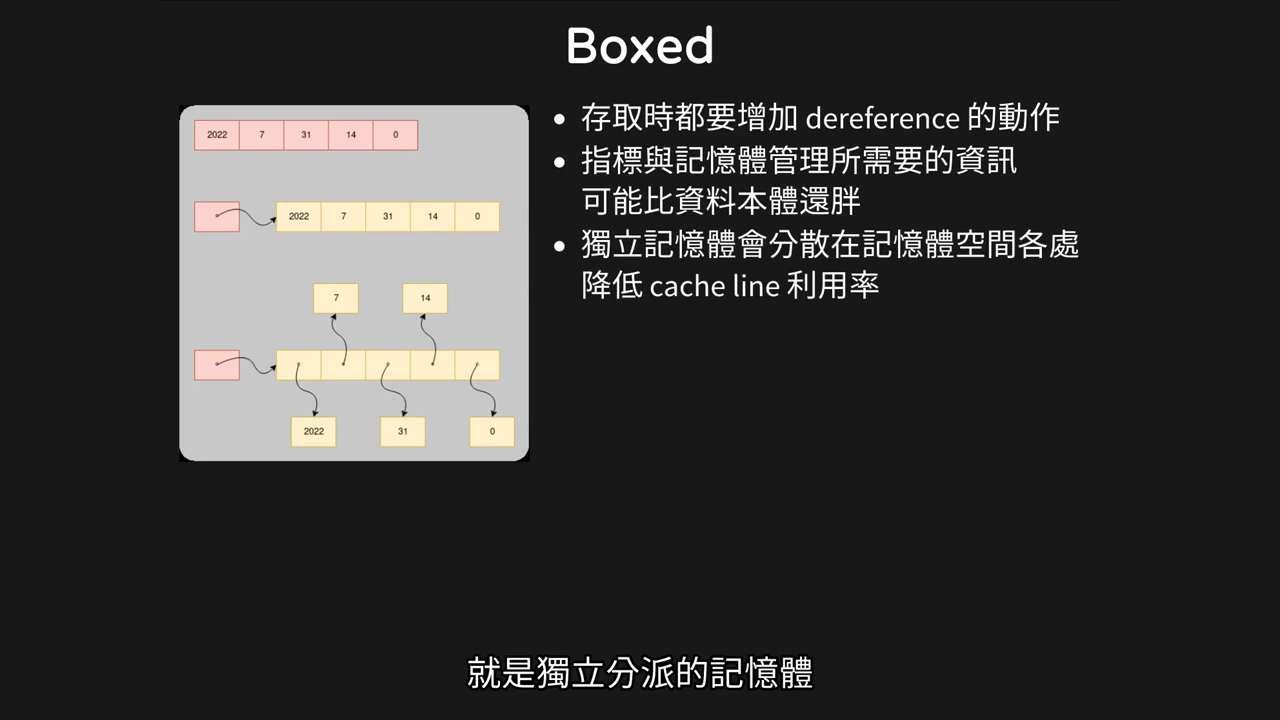 Boxed
2022 7 31 14 0
2022 7 31 14 0
7 14
2022 31 0
存取時都要增加 dereference 的動作
指標與記憶體管理所需要的資訊
可能比資料本體還胖
獨立記憶體會分散在記憶體空間各處
降低 cache line 利用率
就是獨立分派的記憶體